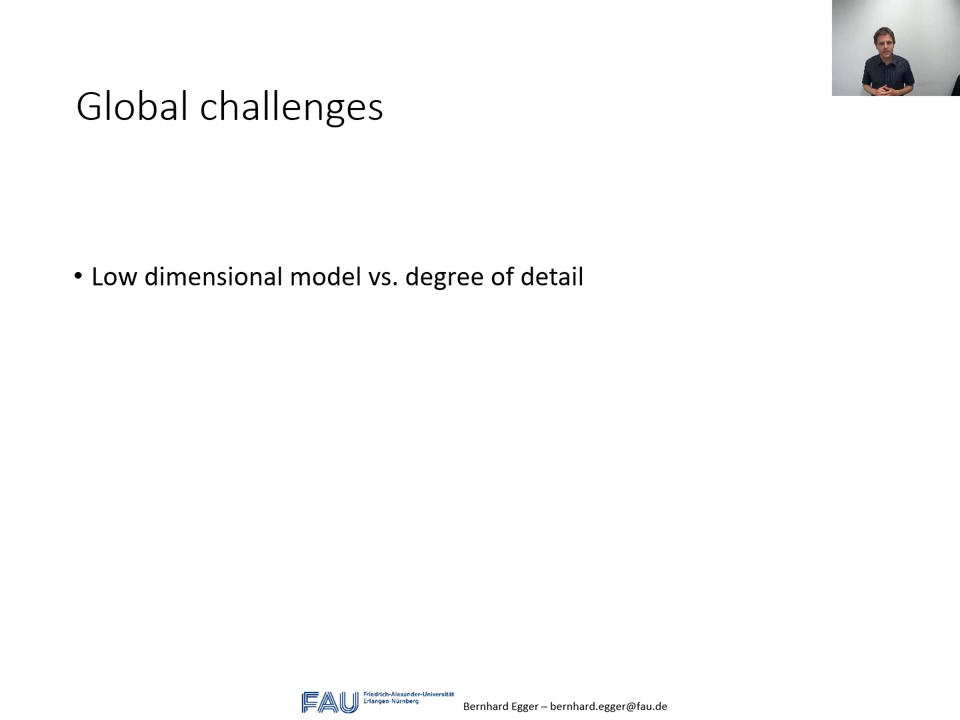 Global challenges
• Low dimensional model vs. degree of detail
FAU
Friedrich-Alexander-Universität
Erlangen-Nürnberg
Bernhard Egger – bernhard.egger@fau.de